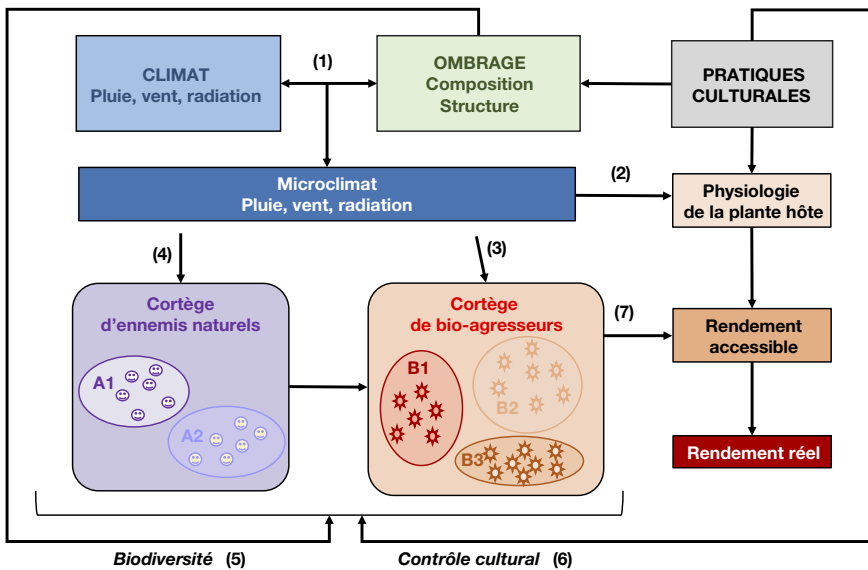 CLIMAT
Pluie, vent, radiation
(1)
OMBRAGE
Composition
Structure
PRATIQUES
CULTURALES
Microclimat
Pluie, vent, radiation
(2)
Physiologie
de la plante hôte
(4)
(3)
Cortège
d'ennemis naturels
A1
A2
Cortège
de bio-agresseurs
B1
B2
B3
(7)
Rendement
accessible
Rendement réel
Biodiversité (5)
Contrôle cultural (6)